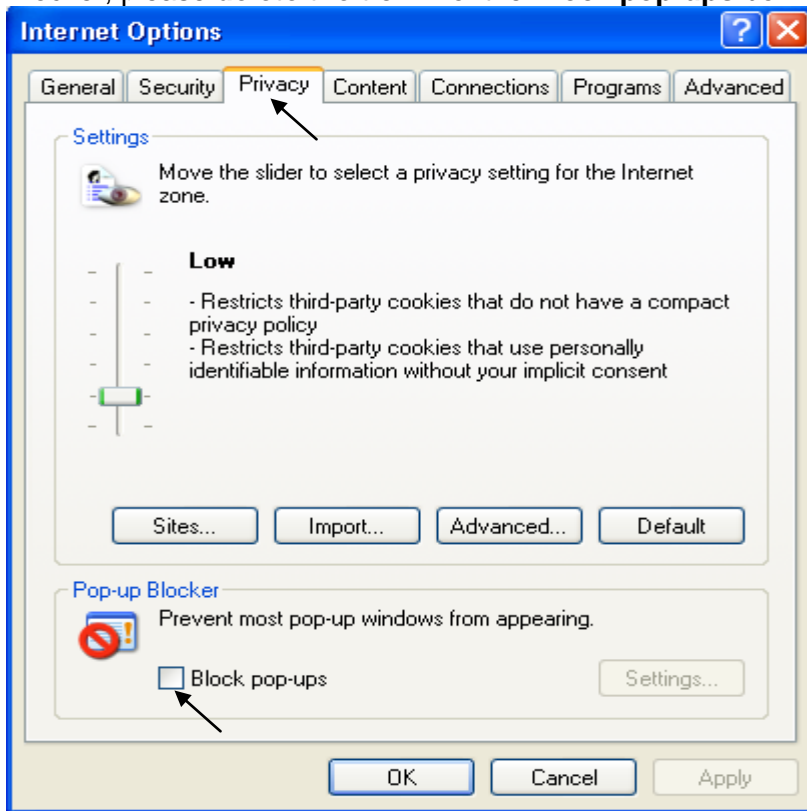 Internet Options
General Security Privacy Content Connections Programs Advanced
Settings
Move the slider to select a privacy setting for the Internet
zone.
Low
- Restricts third-party cookies that do not have a compact
privacy policy
- Restricts third-party cookies that use personally
identifiable information without your implicit consent
Sites... Import... Advanced... Default
Pop-up Blocker
Prevent most pop-up windows from appearing.
Block pop-ups Settings...
OK Cancel Apply